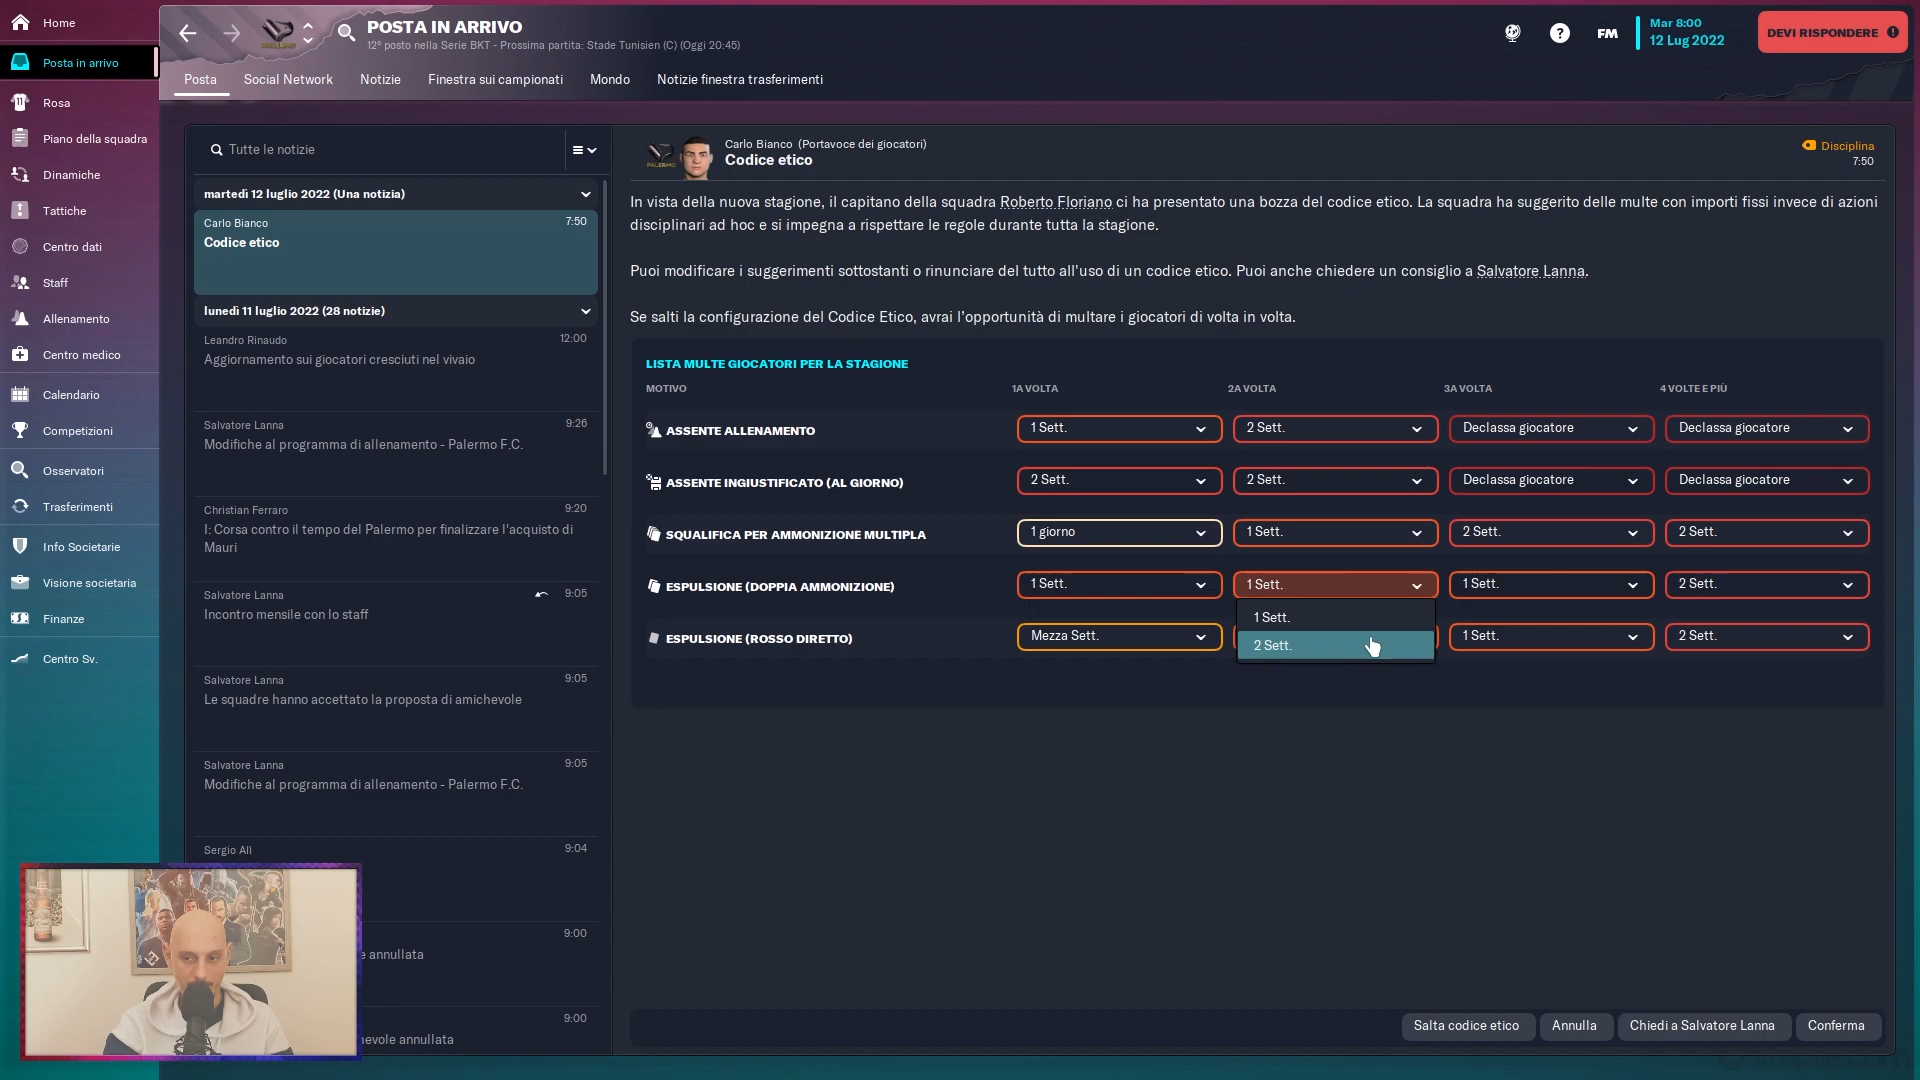 Home
Posta in arrivo
Rosa
Piano della squadra
Dinamiche
Tattiche
Centro dati
Staff
Allenamento
Centro medico
Calendario
Competizioni
Osservatori
Trasferimenti
Info Societarie
Visione societaria
Finanze
Centro Sv.
PALERMO
POSTA IN ARRIVO
12° posto nella Serie BKT - Prossima partita: Stade Tunisien (C) (Oggi 20:45)
FM
Mar 8:00
12 Lug 2022
DEVI RISPONDERE
Posta
Social Network
Notizie
Finestra sui campionati
Mondo
Notizie finestra trasferimenti
Tutte le notizie
martedì 12 luglio 2022 (Una notizia)
Carlo Bianco 7:50
Codice etico
lunedì 11 luglio 2022 (28 notizie)
Leandro Rinaudo 12:00
Aggiornamento sui giocatori cresciuti nel vivaio
Salvatore Lanna 9:26
Modifiche al programma di allenamento - Palermo F.C.
Christian Ferraro 9:20
I: Corsa contro il tempo del Palermo per finalizzare l'acquisto di
Mauri
Salvatore Lanna 9:05
Incontro mensile con lo staff
Salvatore Lanna 9:05
Le squadre hanno accettato la proposta di amichevole
Salvatore Lanna 9:05
Modifiche al programma di allenamento - Palermo F.C.
Sergio Alì 9:04
9:00
annullata
9:00
hevole annullata
PALERMO
Carlo Bianco (Portavoce dei giocatori)
Codice etico
Disciplina
7:50
In vista della nuova stagione, il capitano della squadra Roberto Floriano ci ha presentato una bozza del codice etico. La squadra ha suggerito delle multe con importi fissi invece di azioni
disciplinari ad hoc e si impegna a rispettare le regole durante tutta la stagione.
Puoi modificare i suggerimenti sottostanti o rinunciare del tutto all'uso di un codice etico. Puoi anche chiedere un consiglio a Salvatore Lanna.
Se salti la configurazione del Codice Etico, avrai l'opportunità di multare i giocatori di volta in volta.
LISTA MULTE GIOCATORI PER LA STAGIONE
MOTIVO 1A VOLTA 2A VOLTA 3A VOLTA 4 VOLTE E PIÙ
ASSENTE ALLENAMENTO 1 Sett. 2 Sett. Declassa giocatore Declassa giocatore
ASSENTE INGIUSTIFICATO (AL GIORNO) 2 Sett. 2 Sett. Declassa giocatore Declassa giocatore
SQUALIFICA PER AMMONIZIONE MULTIPLA 1 giorno 1 Sett. 2 Sett. 2 Sett.
ESPULSIONE (DOPPIA AMMONIZIONE) 1 Sett. 1 Sett. 1 Sett. 2 Sett.
1 Sett.
ESPULSIONE (ROSSO DIRETTO) Mezza Sett. 1 Sett. 2 Sett.
2 Sett.
Salta codice etico
Annulla
Chiedi a Salvatore Lanna
Conferma